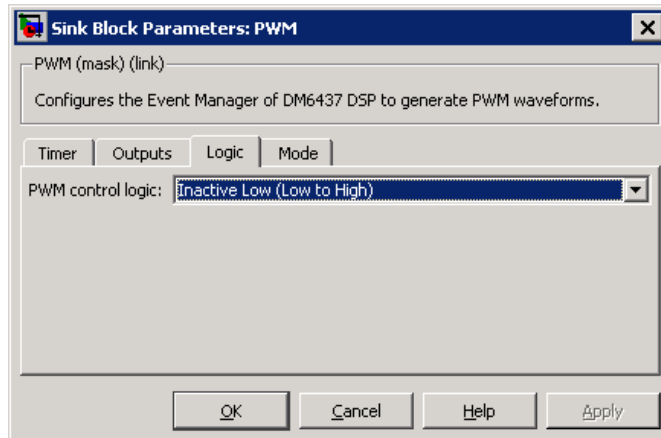 Sink Block Parameters: PWM
PWM (mask) (link)
Configures the Event Manager of DM6437 DSP to generate PWM waveforms.
Timer Outputs Logic Mode
PWM control logic: Inactive Low (Low to High)
OK Cancel Help Apply